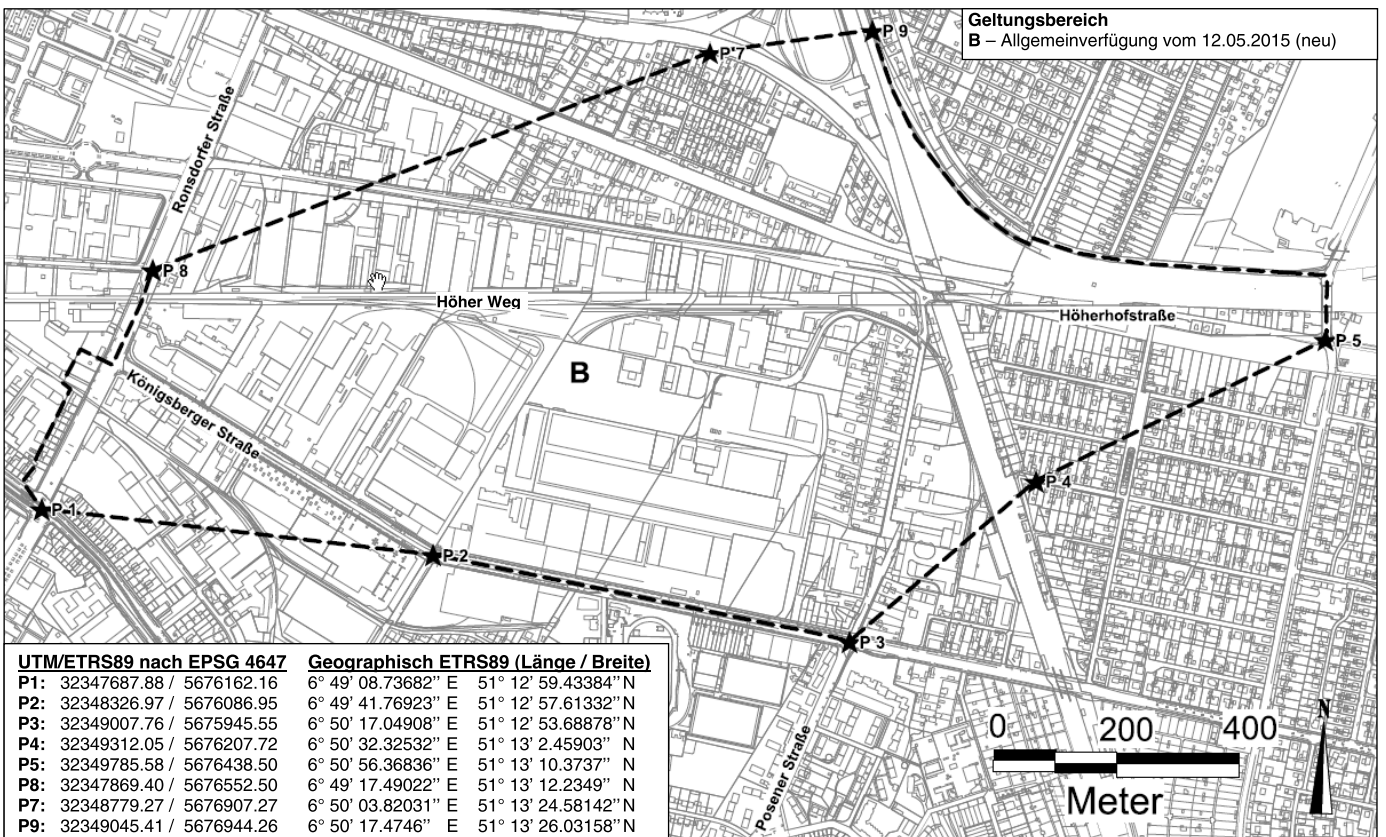 Geltungsbereich
B – Allgemeinverfügung vom 12.05.2015 (neu)
P 9
P 7
Ronsdorfer Straße
P 8
Höher Weg
Höherhofstraße
P 5
B
Königsberger Straße
P 4
P 1
P 2
P 3
Posener Straße
N
0 200 400
Meter
UTM/ETRS89 nach EPSG 4647 Geographisch ETRS89 (Länge / Breite)
P1: 32347687.88 / 5676162.16 6° 49' 08.73682'' E 51° 12' 59.43384'' N
P2: 32348326.97 / 5676086.95 6° 49' 41.76923'' E 51° 12' 57.61332'' N
P3: 32349007.76 / 5675945.55 6° 50' 17.04908'' E 51° 12' 53.68878'' N
P4: 32349312.05 / 5676207.72 6° 50' 32.32532'' E 51° 13' 2.45903'' N
P5: 32349785.58 / 5676438.50 6° 50' 56.36836'' E 51° 13' 10.3737'' N
P8: 32347869.40 / 5676552.50 6° 49' 17.49022'' E 51° 13' 12.2349'' N
P7: 32348779.27 / 5676907.27 6° 50' 03.82031'' E 51° 13' 24.58142'' N
P9: 32349045.41 / 5676944.26 6° 50' 17.4746'' E 51° 13' 26.03158'' N